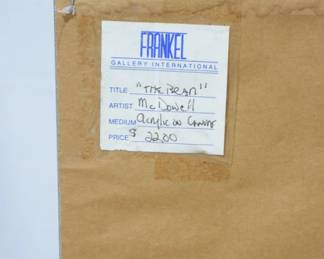 FRANKEL
GALLERY INTERNATIONAL
TITLE "THE BEAN"
ARTIST McDowell
MEDIUM Acrylic on Canvas
PRICE $ 2200